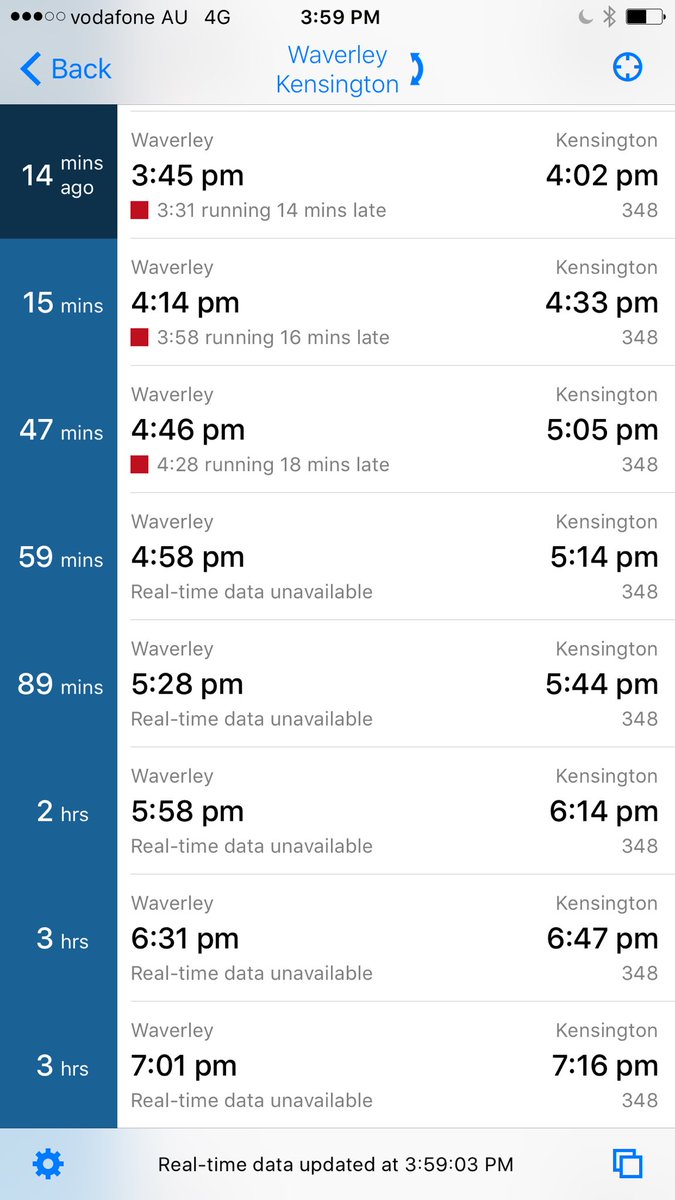 vodafone AU 4G 3:59 PM
Back
Waverley
Kensington
14 mins ago
Waverley Kensington
3:45 pm 4:02 pm
3:31 running 14 mins late 348
15 mins
Waverley Kensington
4:14 pm 4:33 pm
3:58 running 16 mins late 348
47 mins
Waverley Kensington
4:46 pm 5:05 pm
4:28 running 18 mins late 348
59 mins
Waverley Kensington
4:58 pm 5:14 pm
Real-time data unavailable 348
89 mins
Waverley Kensington
5:28 pm 5:44 pm
Real-time data unavailable 348
2 hrs
Waverley Kensington
5:58 pm 6:14 pm
Real-time data unavailable 348
3 hrs
Waverley Kensington
6:31 pm 6:47 pm
Real-time data unavailable 348
3 hrs
Waverley Kensington
7:01 pm 7:16 pm
Real-time data unavailable 348
Real-time data updated at 3:59:03 PM